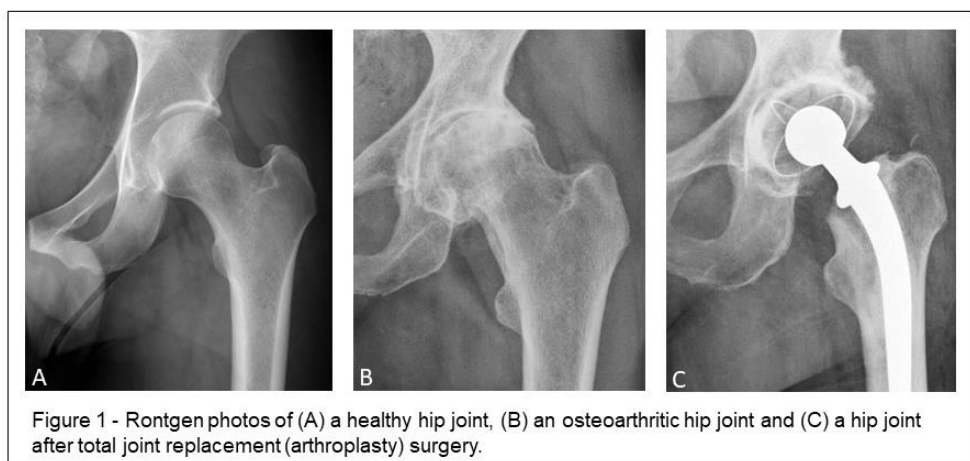 A
B
C
Figure 1 - Rontgen photos of (A) a healthy hip joint, (B) an osteoarthritic hip joint and (C) a hip joint
after total joint replacement (arthroplasty) surgery.